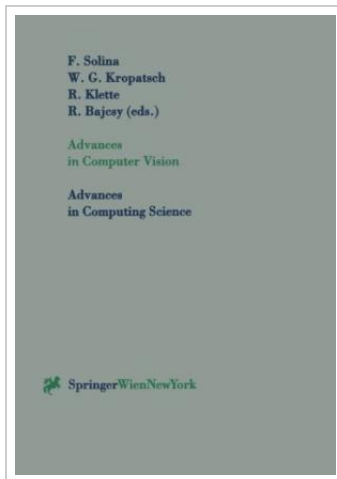 F. Solina
W. G. Kropatsch
R. Klette
R. Bajcsy (eds.)
Advances
in Computer Vision
Advances
in Computing Science
SpringerWienNewYork